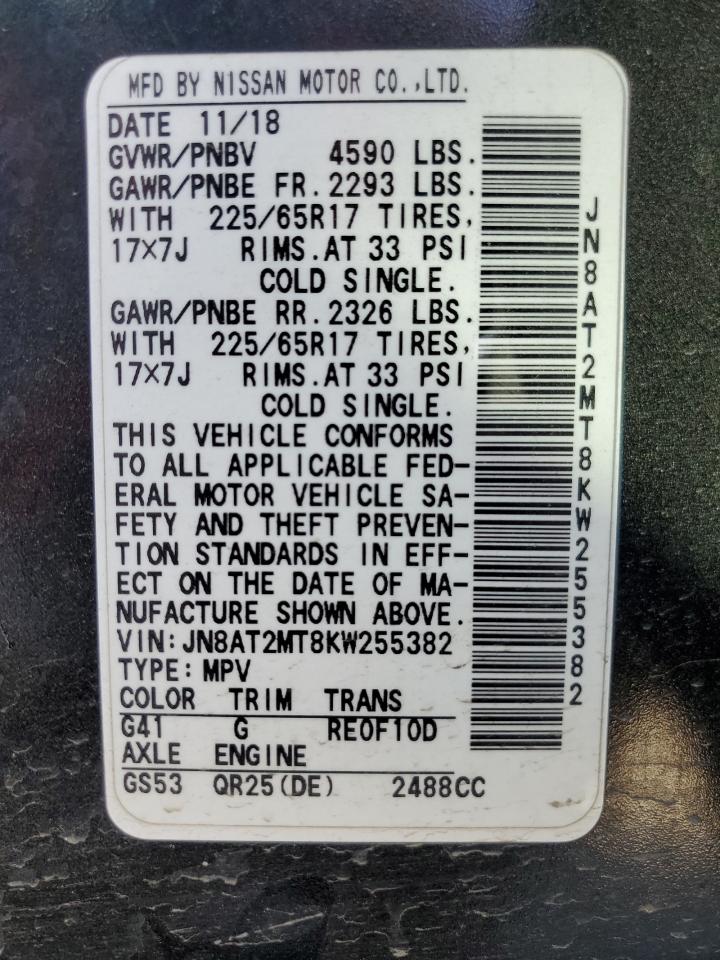 MFD BY NISSAN MOTOR CO.,LTD.
DATE 11/18
GVWR/PNBV 4590 LBS.
GAWR/PNBE FR.2293 LBS.
WITH 225/65R17 TIRES,
17X7J RIMS.AT 33 PSI
COLD SINGLE.
GAWR/PNBE RR.2326 LBS.
WITH 225/65R17 TIRES,
17X7J RIMS.AT 33 PSI
COLD SINGLE.
THIS VEHICLE CONFORMS
TO ALL APPLICABLE FED-
ERAL MOTOR VEHICLE SA-
FETY AND THEFT PREVEN-
TION STANDARDS IN EFF-
ECT ON THE DATE OF MA-
NUFACTURE SHOWN ABOVE.
VIN:JN8AT2MT8KW255382
TYPE:MPV
COLOR TRIM TRANS
G41 G RE0F10D
AXLE ENGINE
GS53 QR25(DE) 2488CC
JN8AT2MT8KW255382